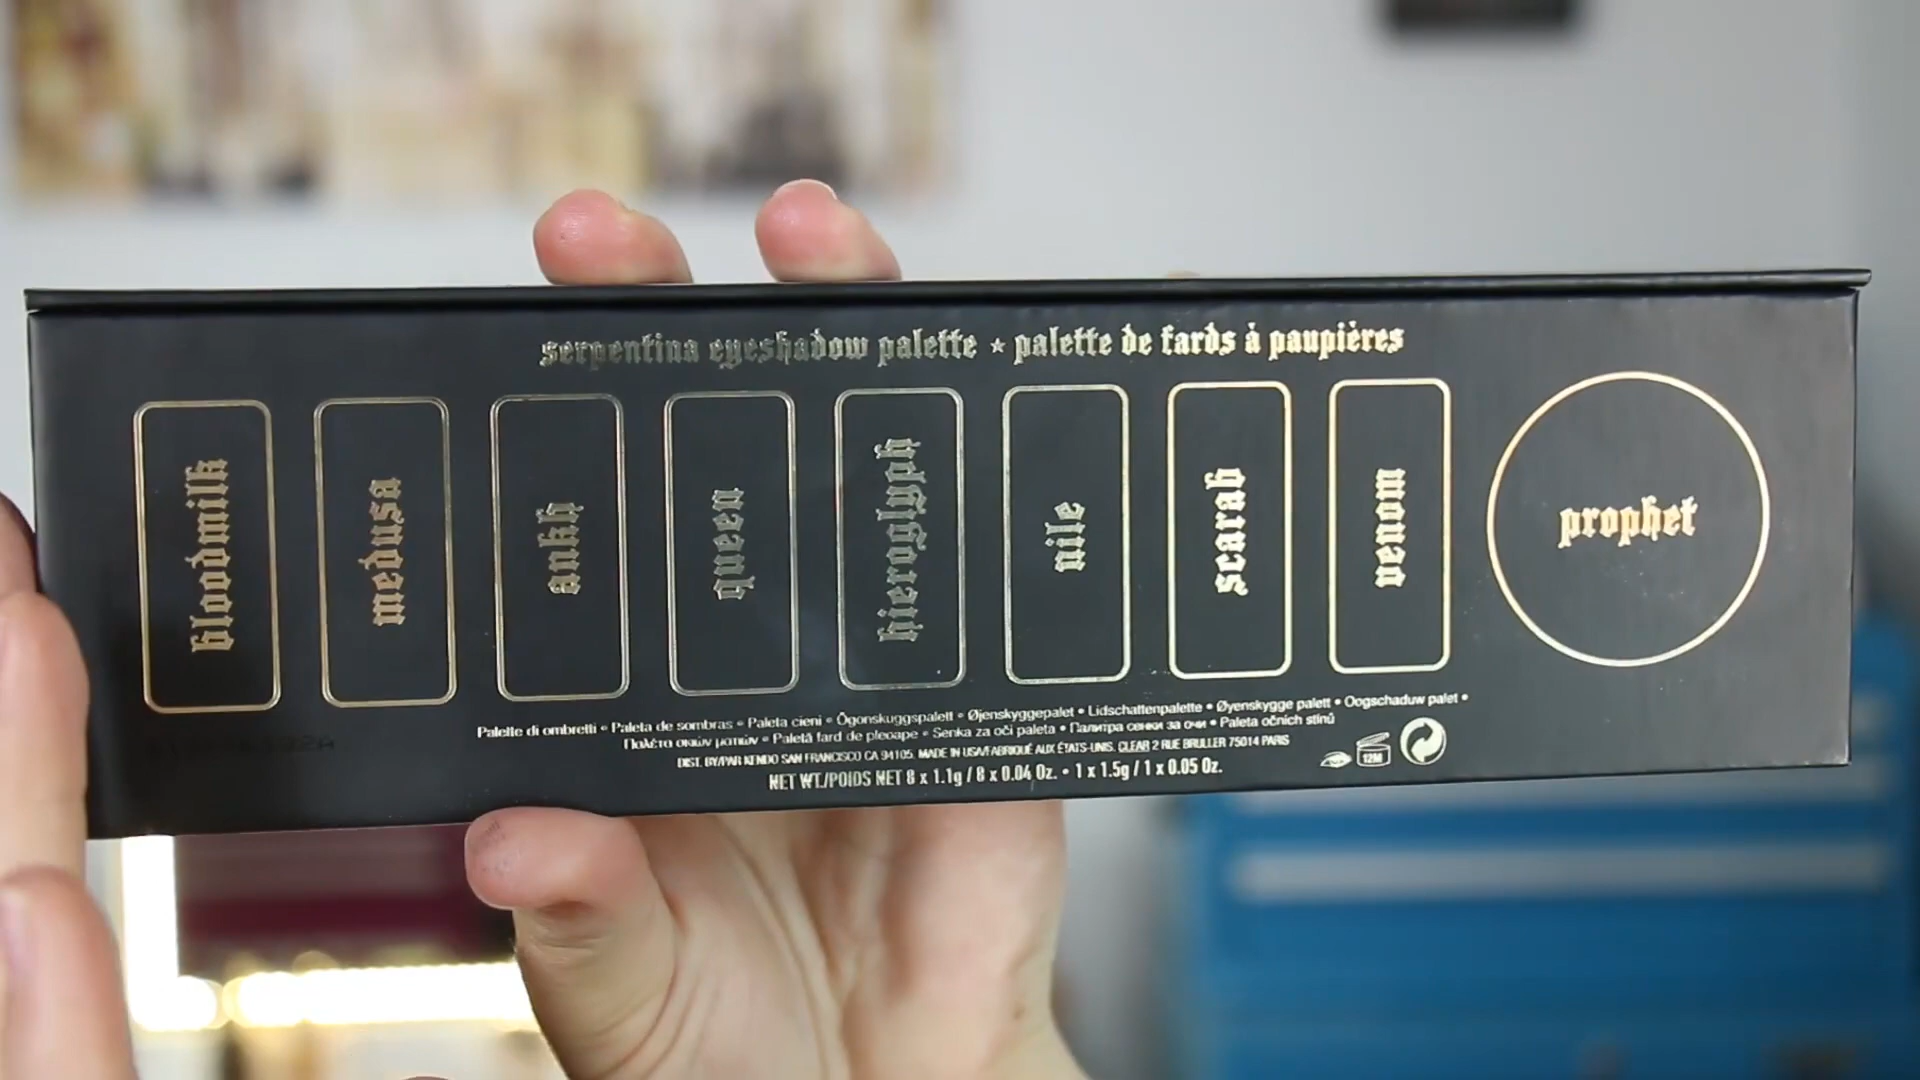 serpentina eyeshadow palette ★ palette de fards à paupières
bloodmilk
medusa
ankh
queen
hieroglyph
nile
scarab
venom
prophet
Palette di ombretti • Paleta de sombras • Paleta cieni • Ögonskuggspalett • Øjenskyggepalet • Lidschattenpalette • Øyenskygge palett • Oogschaduw palet •
Παλέτα σκιών ματιών • Paletă fard de pleoape • Senka za oči paleta • Палитра сенки за очи • Paleta očních stínů
DIST. BY/PAR KENDO SAN FRANCISCO CA 94105. MADE IN USA/FABRIQUÉ AUX ÉTATS-UNIS. CLEAR 2 RUE BRULLER 75014 PARIS
12M
NET WT./POIDS NET 8 x 1.1g / 8 x 0.04 Oz. • 1 x 1.5g / 1 x 0.05 Oz.